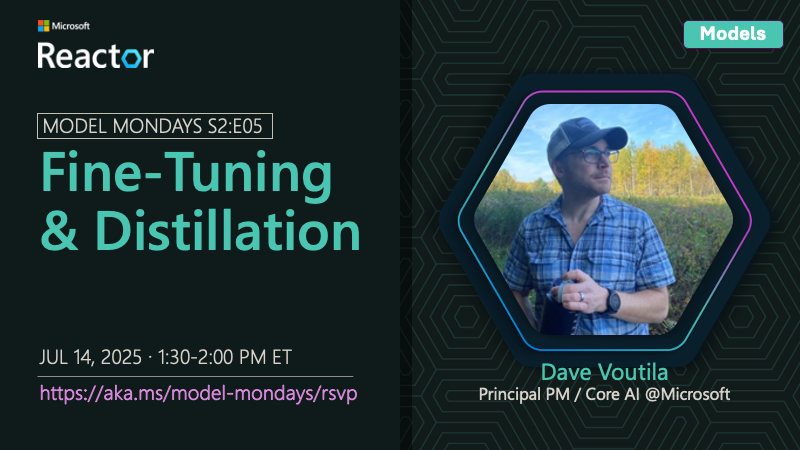 Microsoft
Reactor
MODEL MONDAYS S2:E05
Fine-Tuning
& Distillation
JUL 14, 2025 · 1:30-2:00 PM ET
https://aka.ms/model-mondays/rsvp
Models
Dave Voutila
Principal PM / Core AI @Microsoft